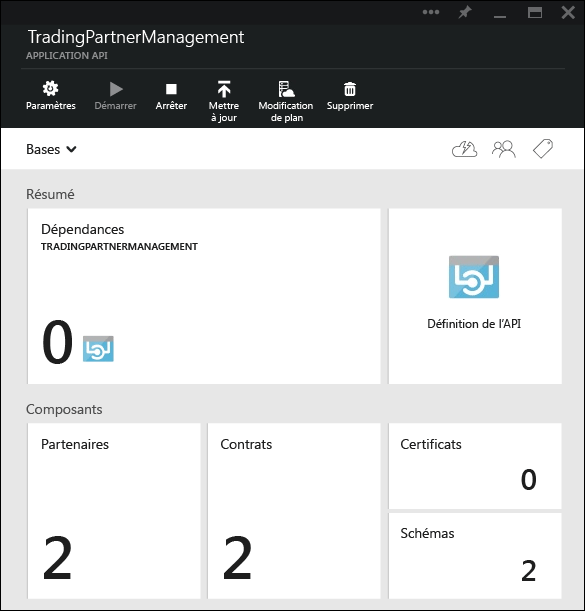 TradingPartnerManagement
APPLICATION API
Paramètres
Démarrer
Arrêter
Mettre
à jour
Modification
de plan
Supprimer
Bases
Résumé
Dépendances
TRADINGPARTNERMANAGEMENT
0
Définition de l'API
Composants
Partenaires
2
Contrats
2
Certificats
0
Schémas
2